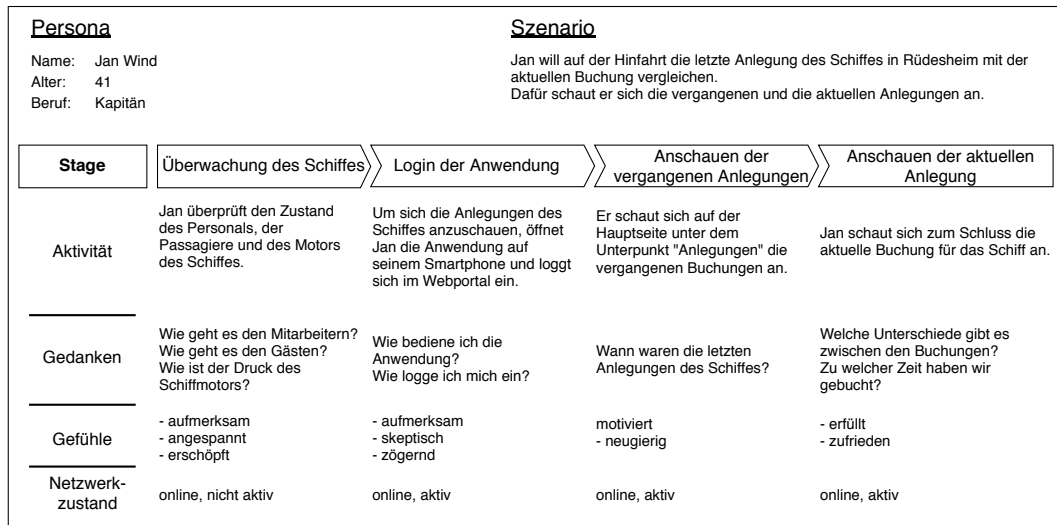 Persona
Name: Jan Wind
Alter: 41
Beruf: Kapitän
Szenario
Jan will auf der Hinfahrt die letzte Anlegung des Schiffes in Rüdesheim mit der
aktuellen Buchung vergleichen.
Dafür schaut er sich die vergangenen und die aktuellen Anlegungen an.
Stage
Überwachung des Schiffes
Login der Anwendung
Anschauen der
vergangenen Anlegungen
Anschauen der aktuellen
Anlegung
Aktivität
Jan überprüft den Zustand
des Personals, der
Passagiere und des Motors
des Schiffes.
Um sich die Anlegungen des
Schiffes anzuschauen, öffnet
Jan die Anwendung auf
seinem Smartphone und loggt
sich im Webportal ein.
Er schaut sich auf der
Hauptseite unter dem
Unterpunkt "Anlegungen" die
vergangenen Buchungen an.
Jan schaut sich zum Schluss die
aktuelle Buchung für das Schiff an.
Gedanken
Wie geht es den Mitarbeitern?
Wie geht es den Gästen?
Wie ist der Druck des
Schiffmotors?
Wie bediene ich die
Anwendung?
Wie logge ich mich ein?
Wann waren die letzten
Anlegungen des Schiffes?
Welche Unterschiede gibt es
zwischen den Buchungen?
Zu welcher Zeit haben wir
gebucht?
Gefühle
- aufmerksam
- angespannt
- erschöpft
- aufmerksam
- skeptisch
- zögernd
motiviert
- neugierig
- erfüllt
- zufrieden
Netzwerk-
zustand
online, nicht aktiv
online, aktiv
online, aktiv
online, aktiv